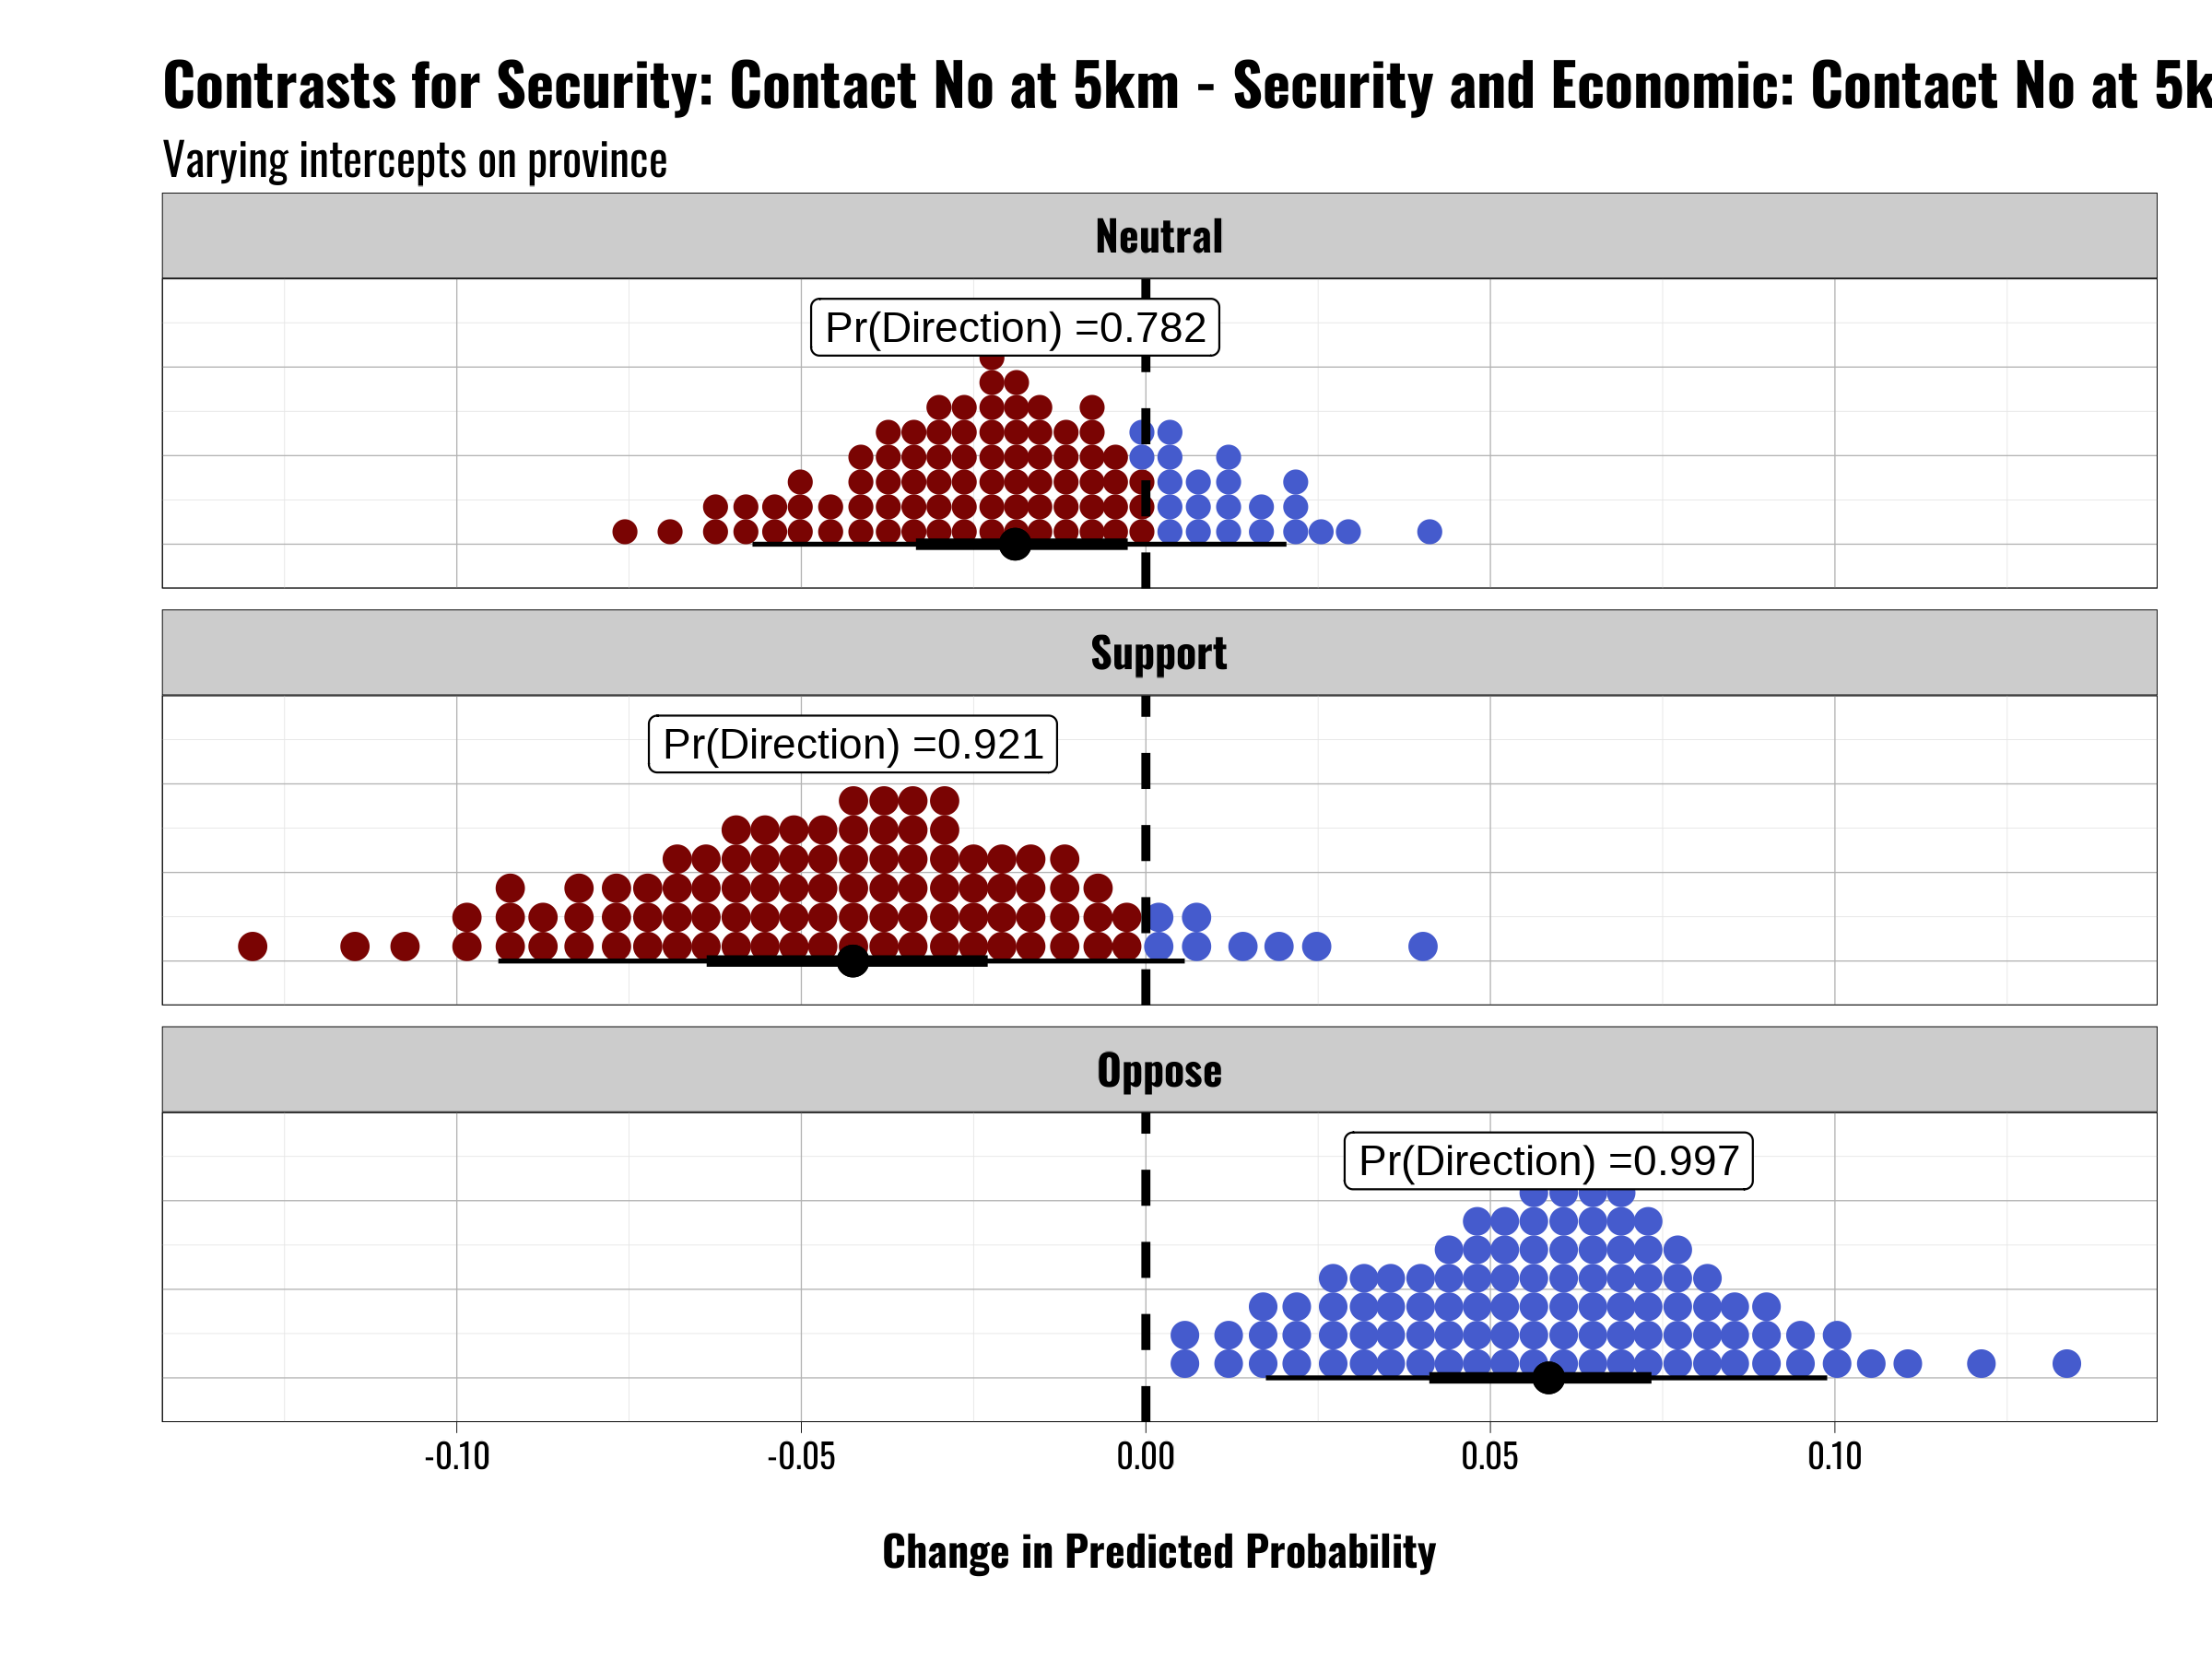 Contrasts for Security: Contact No at 5km - Security and Economic: Contact No at 5k
Varying intercepts on province
Neutral
Pr(Direction) =0.782
Support
Pr(Direction) =0.921
Oppose
Pr(Direction) =0.997
-0.10 -0.05 0.00 0.05 0.10
Change in Predicted Probability